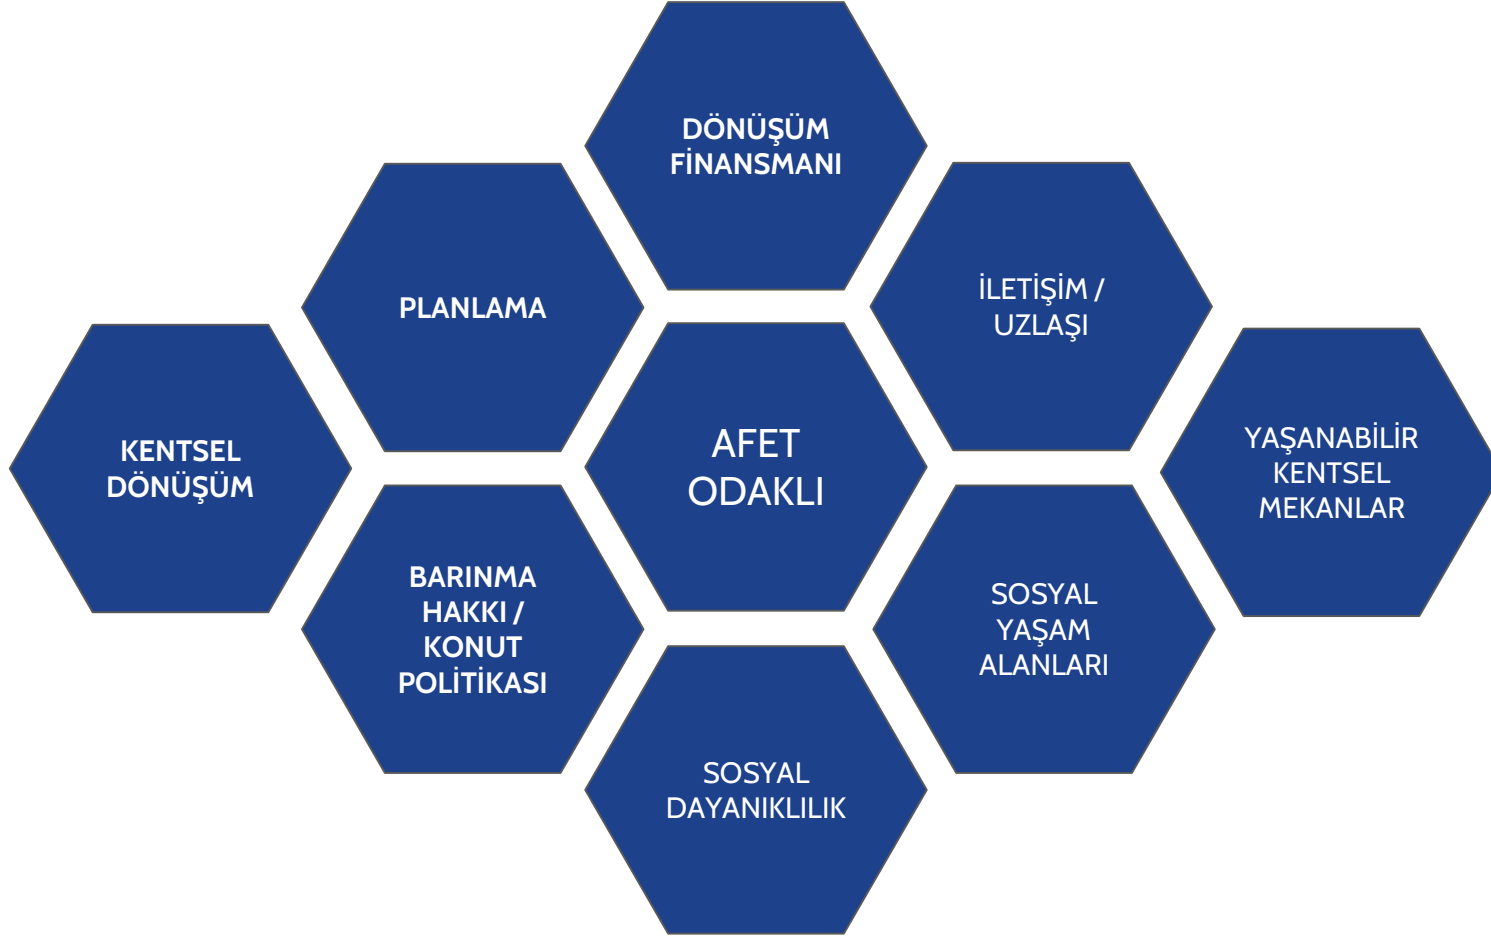 DÖNÜŞÜM
FİNANSMANI
PLANLAMA
İLETİŞİM /
UZLAŞI
KENTSEL
DÖNÜŞÜM
AFET
ODAKLI
YAŞANABİLİR
KENTSEL
MEKANLAR
BARINMA
HAKKI /
KONUT
POLİTİKASI
SOSYAL
YAŞAM
ALANLARI
SOSYAL
DAYANIKLILIK